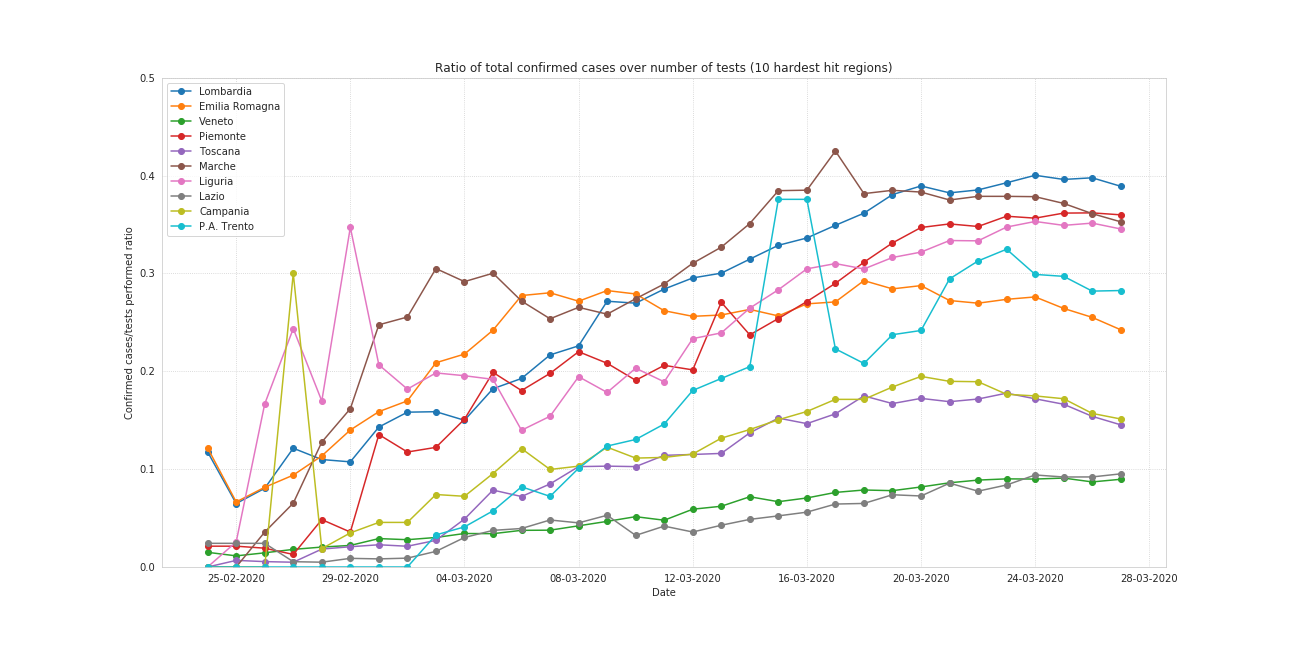 Ratio of total confirmed cases over number of tests (10 hardest hit regions)
0.5
0.4
0.3
0.2
0.1
0.0
Confirmed cases/tests performed ratio
Lombardia
Emilia Romagna
Veneto
Piemonte
Toscana
Marche
Liguria
Lazio
Campania
P.A. Trento
25-02-2020 29-02-2020 04-03-2020 08-03-2020 12-03-2020 16-03-2020 20-03-2020 24-03-2020 28-03-2020
Date